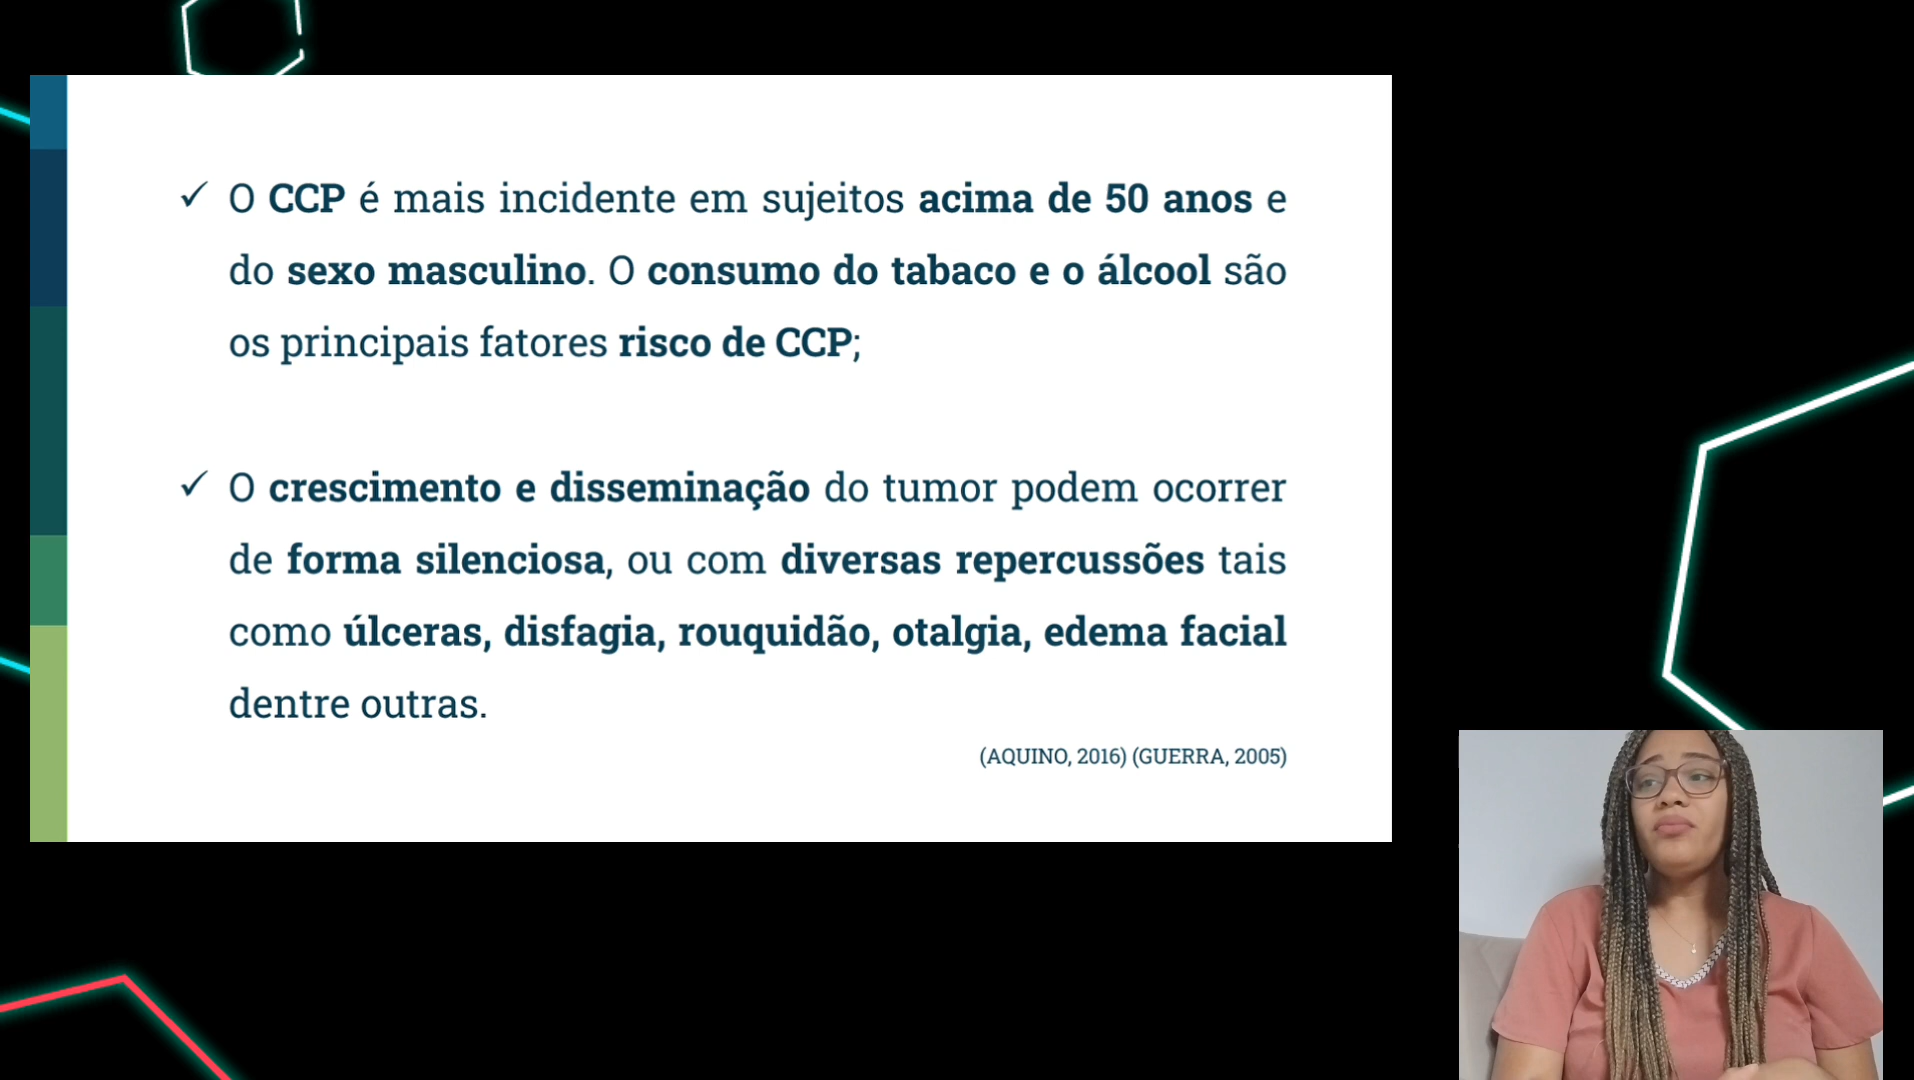 ✓ O CCP é mais incidente em sujeitos acima de 50 anos e
do sexo masculino. O consumo do tabaco e o álcool são
os principais fatores risco de CCP;
✓ O crescimento e disseminação do tumor podem ocorrer
de forma silenciosa, ou com diversas repercussões tais
como úlceras, disfagia, rouquidão, otalgia, edema facial
dentre outras.
(AQUINO, 2016) (GUERRA, 2005)